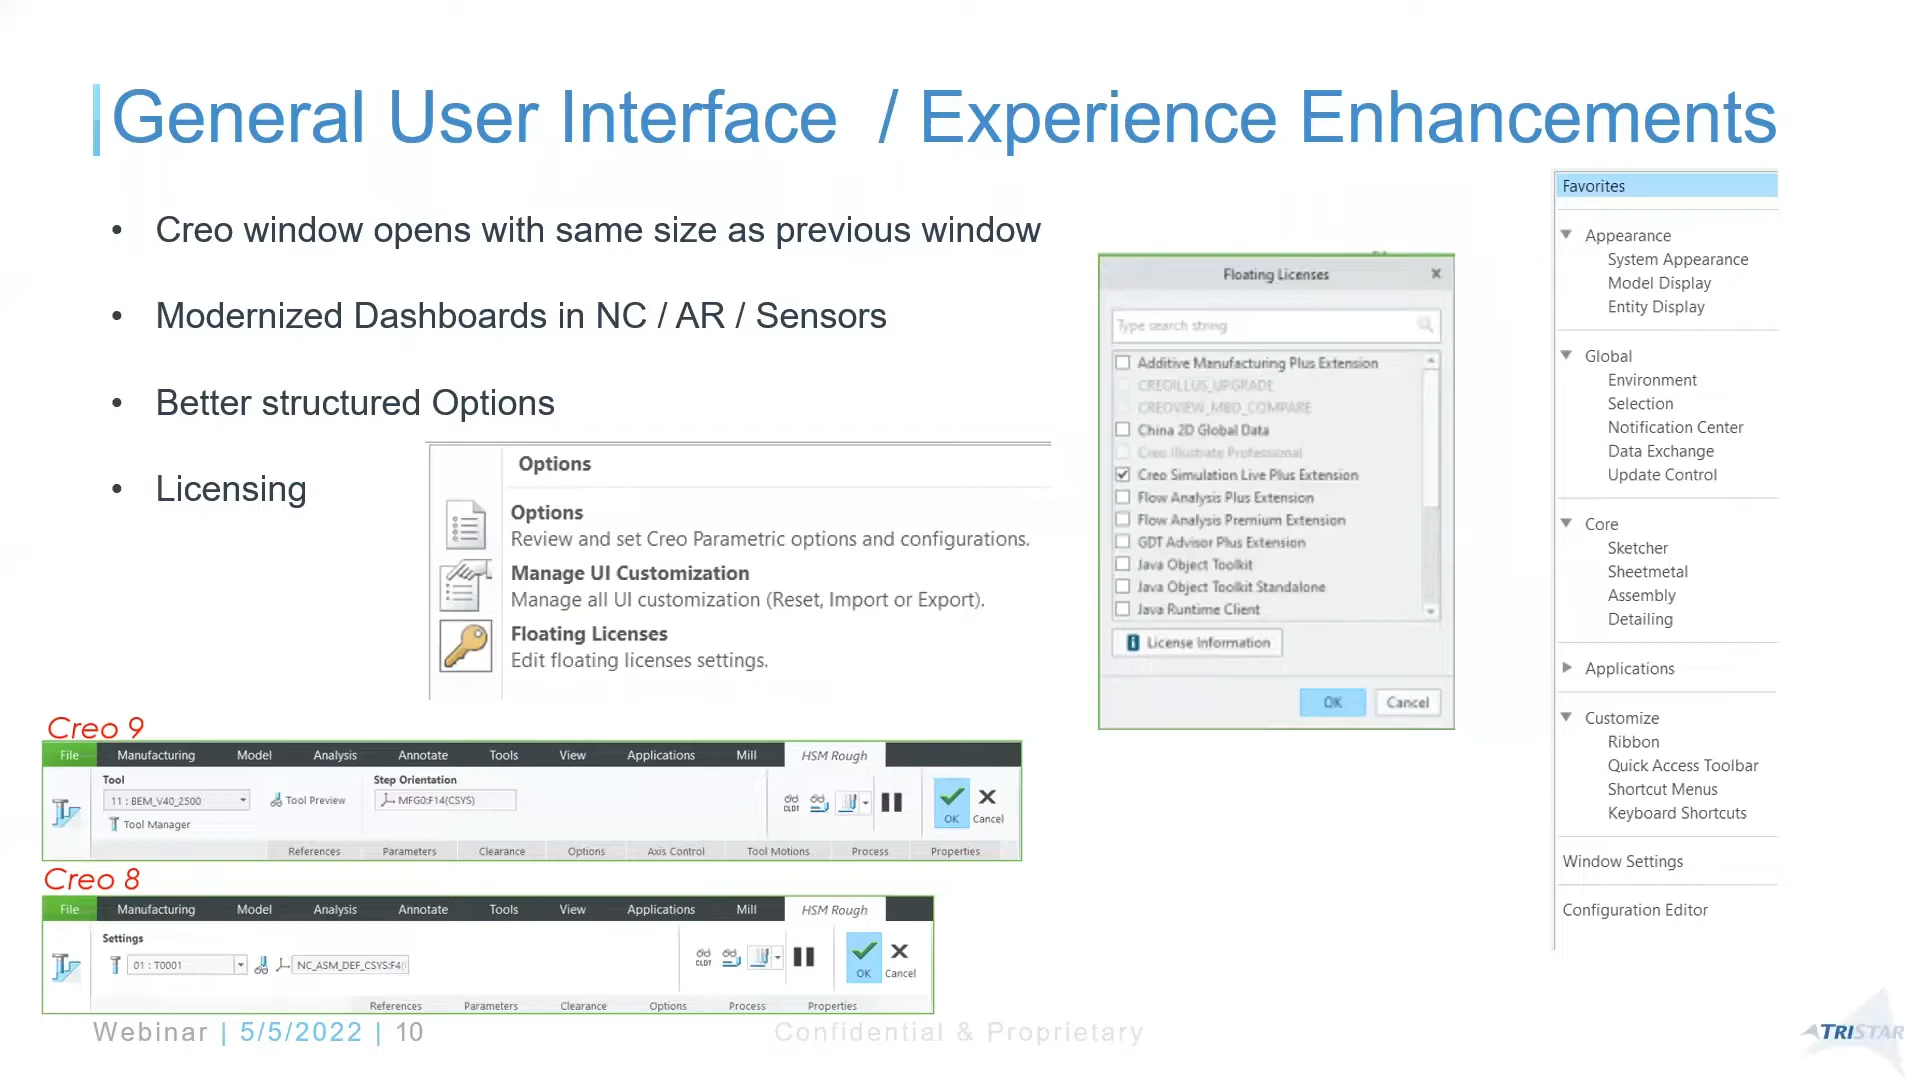 General User Interface / Experience Enhancements
• Creo window opens with same size as previous window
• Modernized Dashboards in NC / AR / Sensors
• Better structured Options
• Licensing
Options
Options
Review and set Creo Parametric options and configurations.
Manage UI Customization
Manage all UI customization (Reset, Import or Export).
Floating Licenses
Edit floating licenses settings.
Floating Licenses
Type search string
Additive Manufacturing Plus Extension
CREOILLUS_UPGRADE
CREOVIEW_MBD_COMPARE
China 2D Global Data
Creo Illustrate Professional
Creo Simulation Live Plus Extension
Flow Analysis Plus Extension
Flow Analysis Premium Extension
GDT Advisor Plus Extension
Java Object Toolkit
Java Object Toolkit Standalone
Java Runtime Client
License Information
OK Cancel
Favorites
Appearance
System Appearance
Model Display
Entity Display
Global
Environment
Selection
Notification Center
Data Exchange
Update Control
Core
Sketcher
Sheetmetal
Assembly
Detailing
Applications
Customize
Ribbon
Quick Access Toolbar
Shortcut Menus
Keyboard Shortcuts
Window Settings
Configuration Editor
Creo 9
File Manufacturing Model Analysis Annotate Tools View Applications Mill HSM Rough
Tool Step Orientation
11 : BEM_V40_2500 Tool Preview MFG0:F14(CSYS)
CLDT OK Cancel
Tool Manager
References Parameters Clearance Options Axis Control Tool Motions Process Properties
Creo 8
File Manufacturing Model Analysis Annotate Tools View Applications Mill HSM Rough
Settings
01 : T0001 NC_ASM_DEF_CSYS:F4(
CLDT OK Cancel
References Parameters Clearance Options Process Properties
Webinar | 5/5/2022 | 10
Confidential & Proprietary
TRISTAR